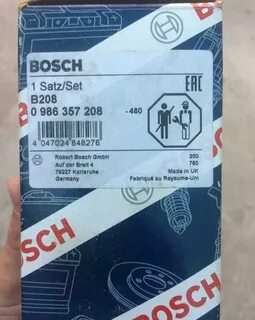 BOSCH
1 Satz/Set
B208
0 986 357 208 - 480
EAC
4 047024 648276
Robert Bosch GmbH
Auf der Breit 4
76227 Karlsruhe
Germany
250
760
Made in UK
Fabriqué au Royaume-Uni
BOSCH
BOSCH